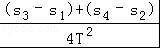 (s₃ - s₁)+(s₄ - s₂)
4T²